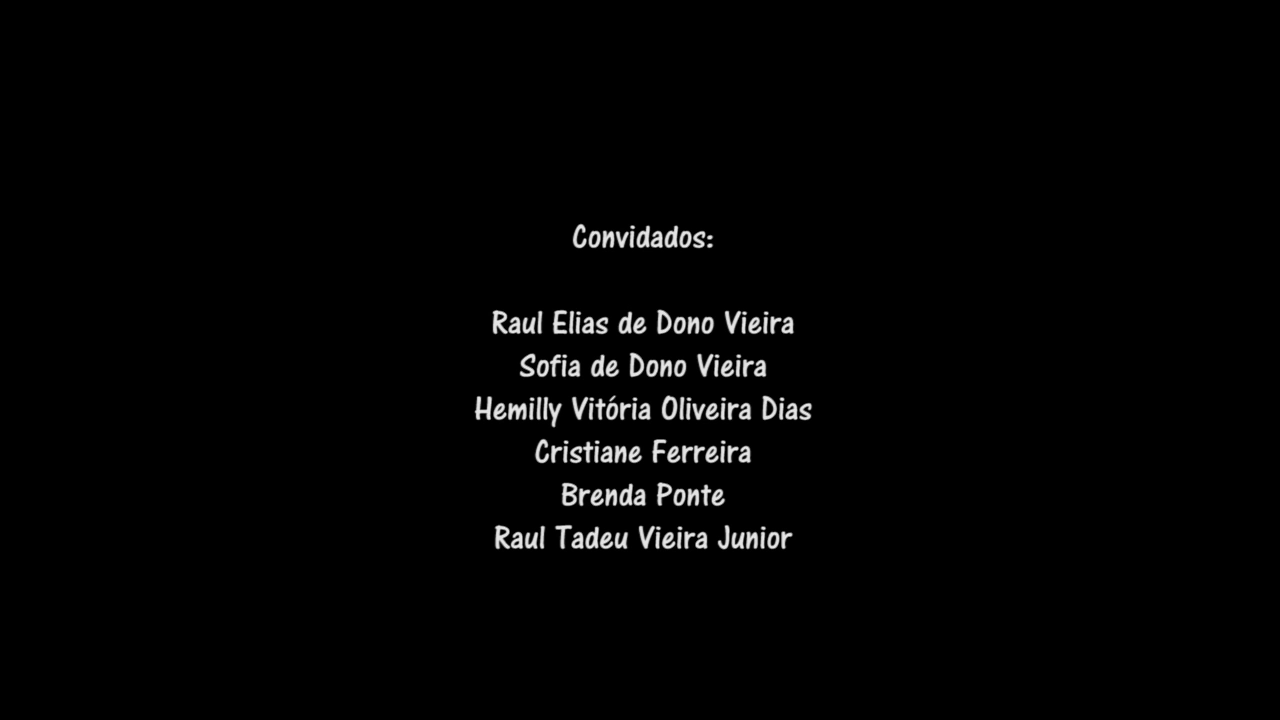 Convidados:
Raul Elias de Dono Vieira
Sofia de Dono Vieira
Hemilly Vitória Oliveira Dias
Cristiane Ferreira
Brenda Ponte
Raul Tadeu Vieira Junior